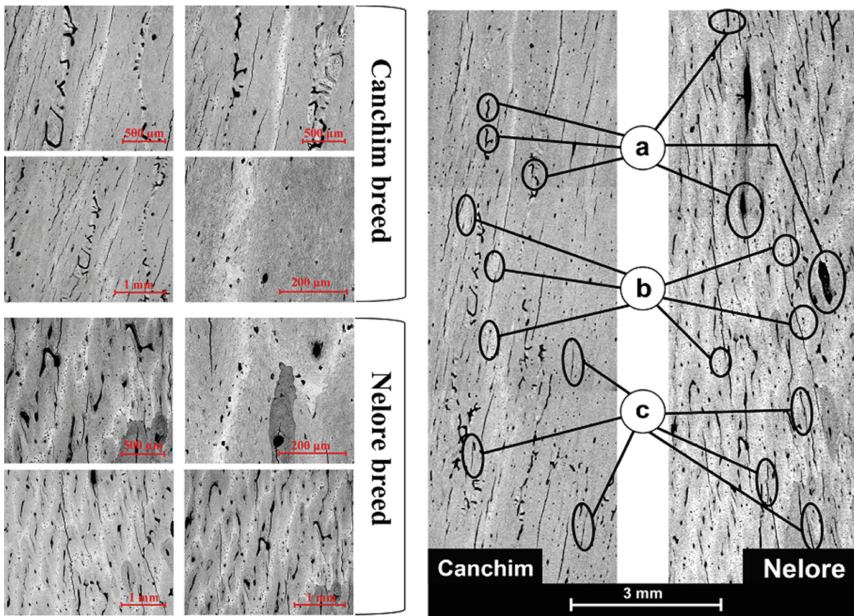 500 μm
500 μm
1 mm
200 μm
Canchim breed
500 μm
200 μm
1 mm
1 mm
Nelore breed
a
b
c
Canchim
Nelore
3 mm